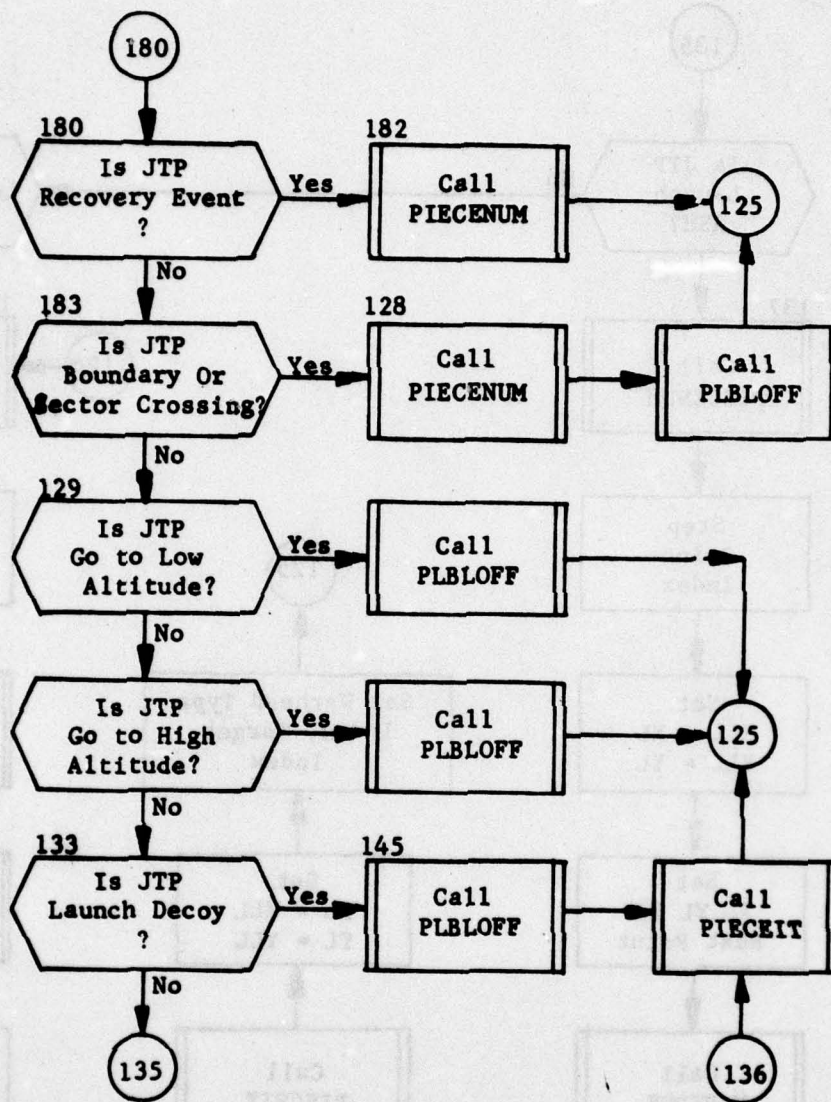 180
180
Is JTP
Recovery Event
?
Yes
182
Call
PIECENUM
125
No
183
Is JTP
Boundary Or
Sector Crossing?
Yes
128
Call
PIECENUM
Call
PLBLOFF
No
129
Is JTP
Go to Low
Altitude?
Yes
Call
PLBLOFF
No
Is JTP
Go to High
Altitude?
Yes
Call
PLBLOFF
125
No
133
Is JTP
Launch Decoy
?
Yes
145
Call
PLBLOFF
Call
PIECEIT
No
135
136